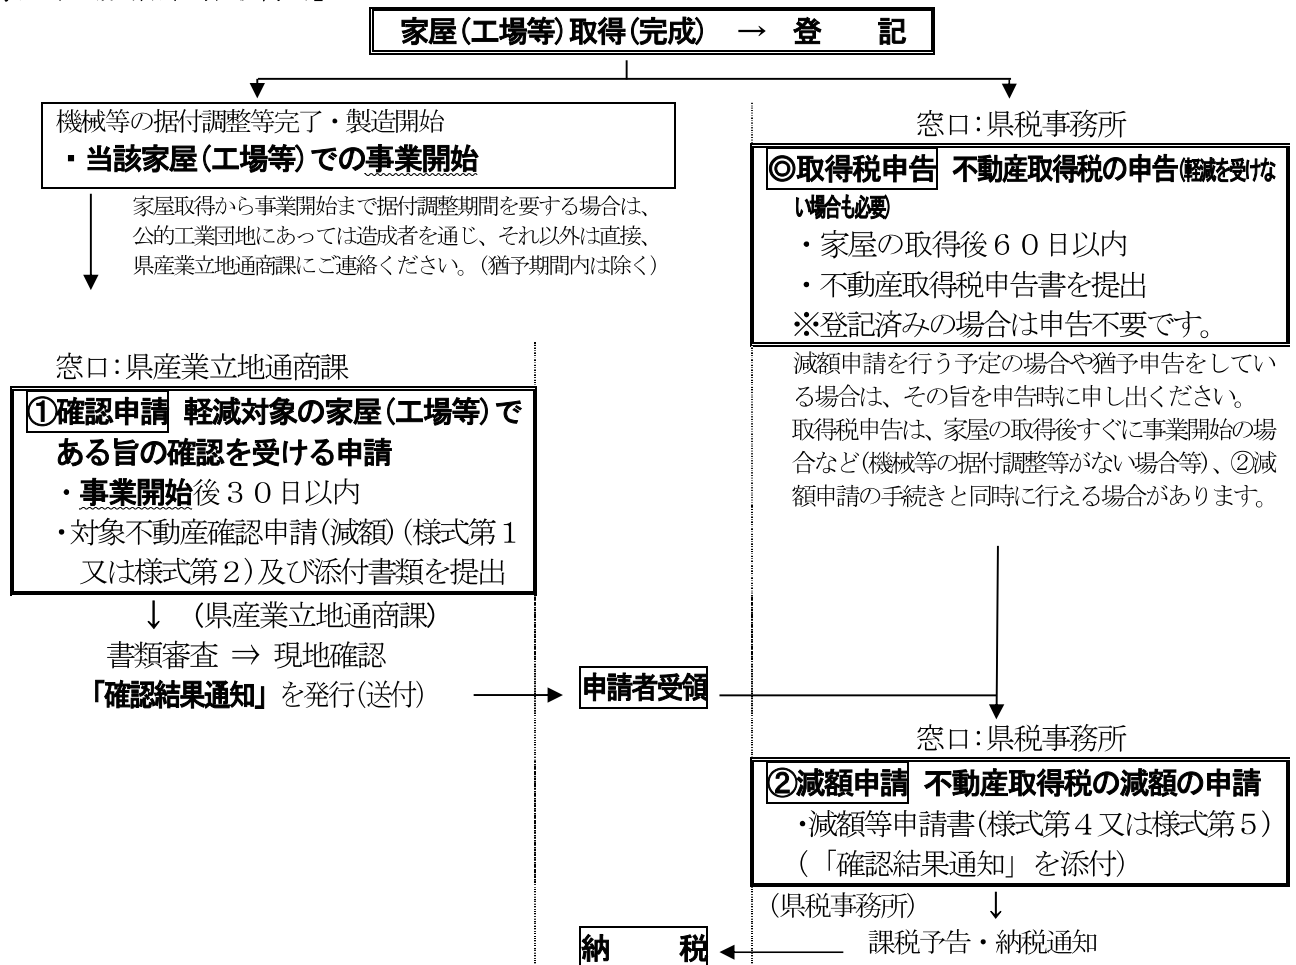 家屋(工場等)取得(完成) → 登 記
機械等の据付調整等完了・製造開始
・当該家屋(工場等)での事業開始
家屋取得から事業開始まで据付調整期間を要する場合は、
公的工業団地にあっては造成者を通じ、それ以外は直接、
県産業立地通商課にご連絡ください。(猶予期間内は除く)
窓口:県税事務所
◎取得税申告 不動産取得税の申告(軽減を受けな
い場合も必要)
・家屋の取得後60日以内
・不動産取得税申告書を提出
※登記済みの場合は申告不要です。
減額申請を行う予定の場合や猶予申告をしてい
る場合は、その旨を申告時に申し出ください。
取得税申告は、家屋の取得後すぐに事業開始の場
合など(機械等の据付調整等がない場合等)、②減
額申請の手続きと同時に行える場合があります。
窓口:県産業立地通商課
①確認申請 軽減対象の家屋(工場等)で
ある旨の確認を受ける申請
・事業開始後30日以内
・対象不動産確認申請(減額)(様式第1
又は様式第2)及び添付書類を提出
↓ (県産業立地通商課)
書類審査 ⇒ 現地確認
「確認結果通知」を発行(送付)
申請者受領
窓口:県税事務所
②減額申請 不動産取得税の減額の申請
・減額等申請書(様式第4又は様式第5)
(「確認結果通知」を添付)
(県税事務所) ↓
課税予告・納税通知
納 税